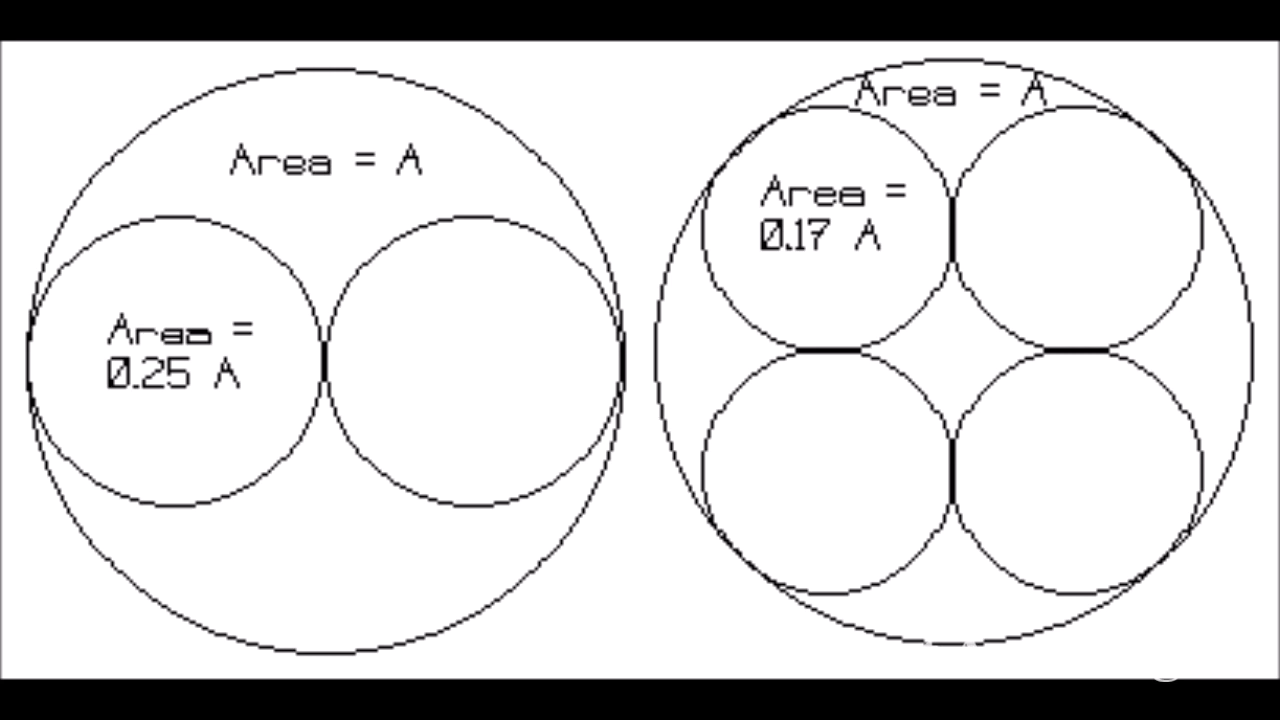 Area = A
Area =
0.25 A
Area = A
Area =
0.17 A